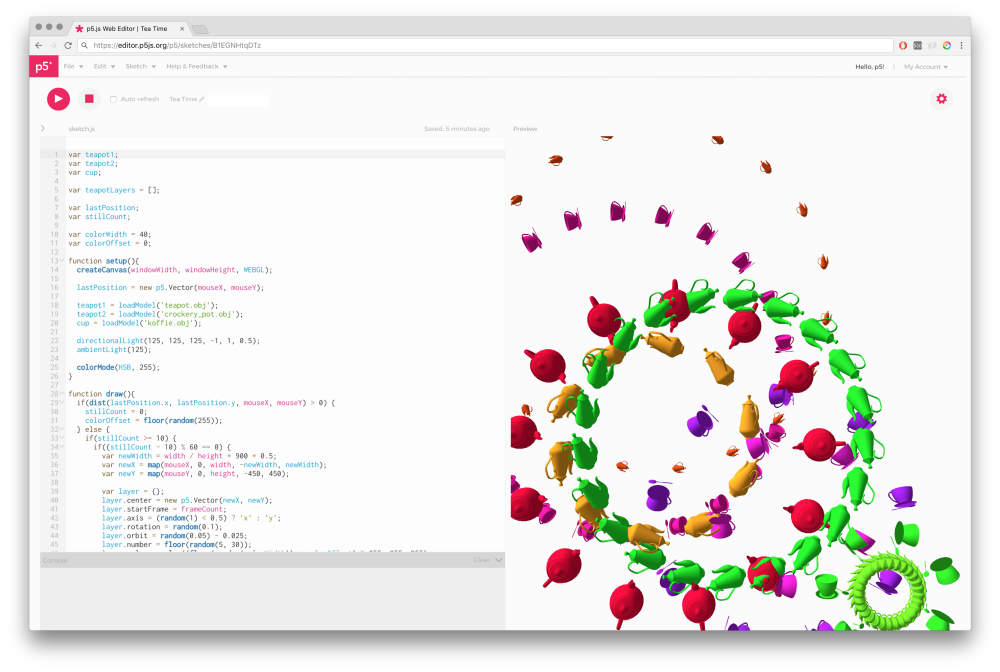 p5.js Web Editor | Tea Time
https://editor.p5js.org/p5/sketches/B1EGNHtqDTz
$(s)
p5* File Edit Sketch Help & Feedback Hello, p5! | My Account
Auto-refresh Tea Time
sketch.js Saved: 5 minutes ago Preview
1 var teapot1;
2 var teapot2;
3 var cup;
4
5 var teapotLayers = [];
6
7 var lastPosition;
8 var stillCount;
9
10 var colorWidth = 40;
11 var colorOffset = 0;
12
13 function setup(){
14 createCanvas(windowWidth, windowHeight, WEBGL);
15
16 lastPosition = new p5.Vector(mouseX, mouseY);
17
18 teapot1 = loadModel('teapot.obj');
19 teapot2 = loadModel('crockery_pot.obj');
20 cup = loadModel('koffie.obj');
21
22 directionalLight(125, 125, 125, -1, 1, 0.5);
23 ambientLight(125);
24
25 colorMode(HSB, 255);
26 }
27
28 function draw(){
29 if(dist(lastPosition.x, lastPosition.y, mouseX, mouseY) > 0) {
30 stillCount = 0;
31 colorOffset = floor(random(255));
32 } else {
33 if(stillCount >= 10) {
34 if((stillCount - 10) % 60 == 0) {
35 var newWidth = width / height * 900 * 0.5;
36 var newX = map(mouseX, 0, width, -newWidth, newWidth);
37 var newY = map(mouseY, 0, height, -450, 450);
38
39 var layer = {};
40 layer.center = new p5.Vector(newX, newY);
41 layer.startFrame = frameCount;
42 layer.axis = (random(1) < 0.5) ? 'x' : 'y';
43 layer.rotation = random(0.1);
44 layer.orbit = random(0.05) - 0.025;
45 layer.number = floor(random(5, 30));
Console Clear